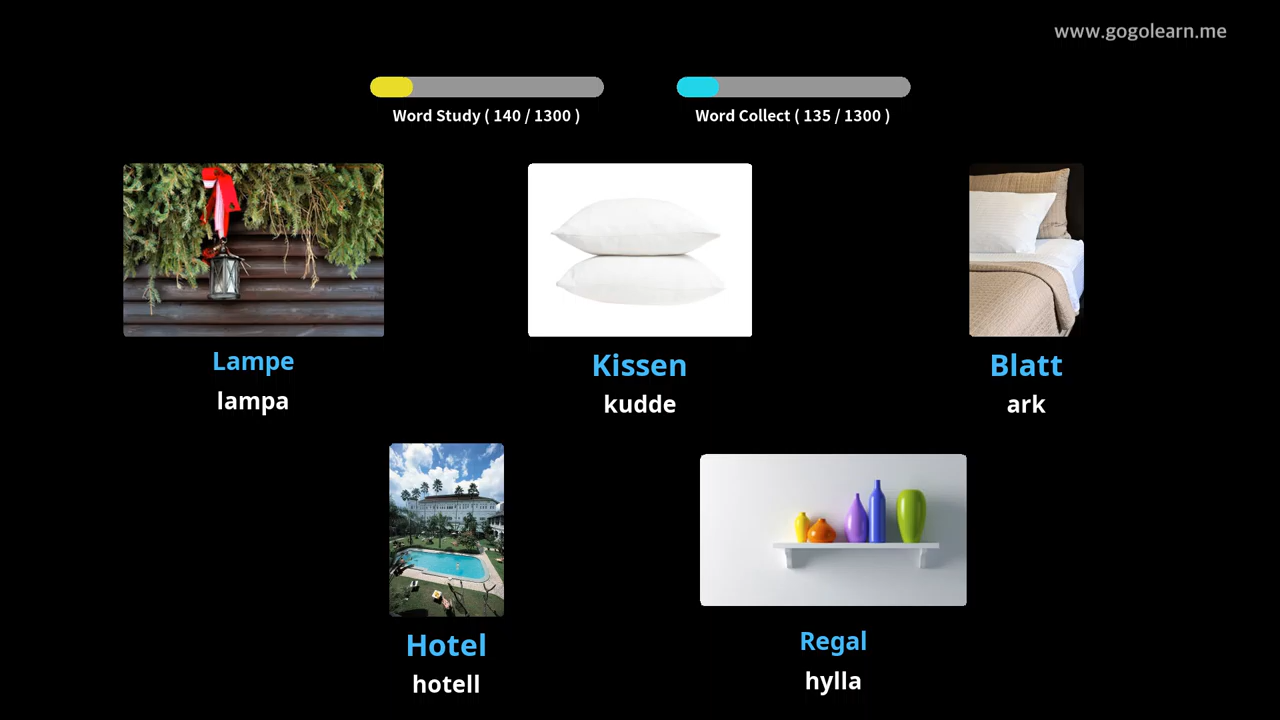 www.gogolearn.me
Word Study ( 140 / 1300 )
Word Collect ( 135 / 1300 )
Lampe
lampa
Kissen
kudde
Blatt
ark
Hotel
hotell
Regal
hylla